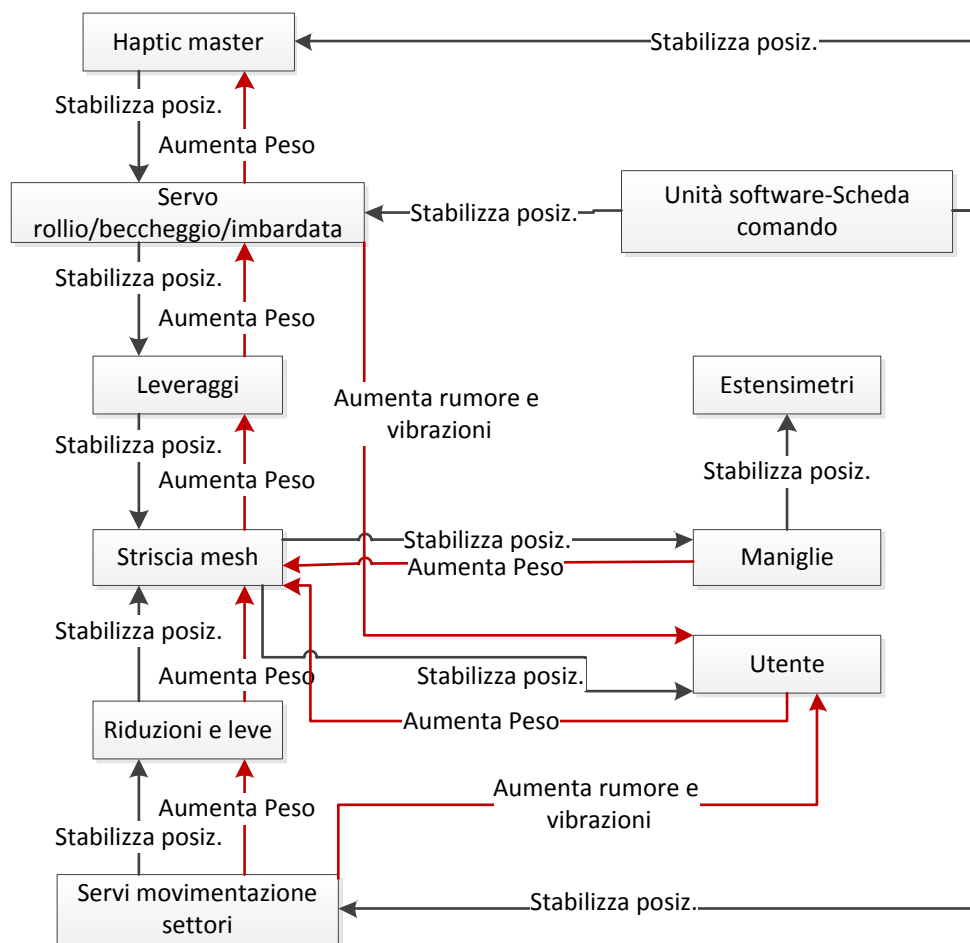 Haptic master
Stabilizza posiz.
Stabilizza posiz.
Aumenta Peso
Servo
rollio/beccheggio/imbardata
Stabilizza posiz.
Unità software-Scheda
comando
Stabilizza posiz.
Aumenta Peso
Leveraggi
Aumenta rumore e
vibrazioni
Estensimetri
Stabilizza posiz.
Aumenta Peso
Stabilizza posiz.
Striscia mesh
Stabilizza posiz.
Aumenta Peso
Maniglie
Stabilizza posiz.
Aumenta Peso
Stabilizza posiz.
Utente
Riduzioni e leve
Aumenta Peso
Aumenta Peso
Stabilizza posiz.
Aumenta rumore e
vibrazioni
Servi movimentazione
settori
Stabilizza posiz.